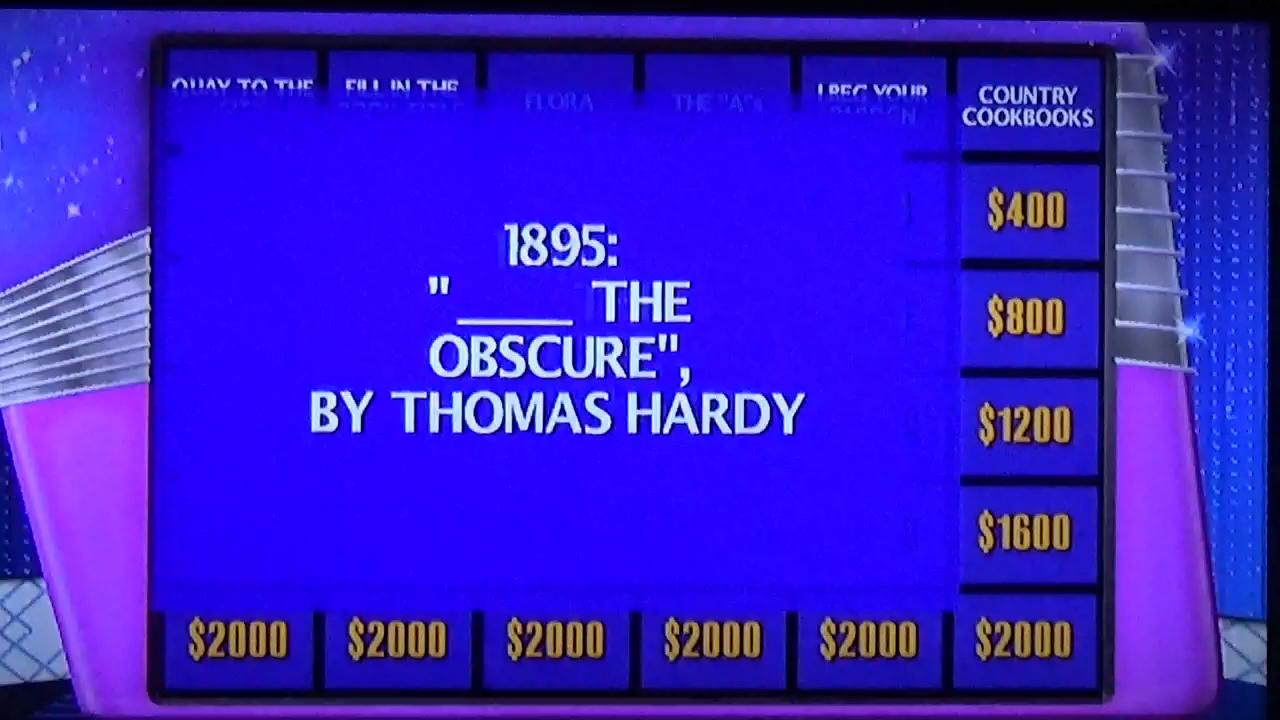 QUAY TO THE
FILL IN THE
FLORA
THE "A"s
I BEG YOUR
COUNTRY
COOKBOOKS
1895:
"____ THE
OBSCURE",
BY THOMAS HARDY
$400
$800
$1200
$1600
$2000
$2000
$2000
$2000
$2000
$2000